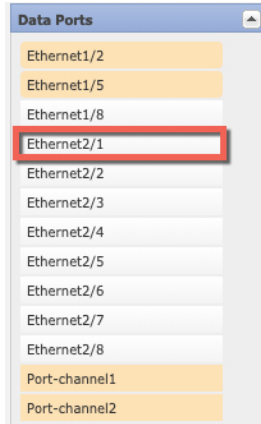 Data Ports
Ethernet1/2
Ethernet1/5
Ethernet1/8
Ethernet2/1
Ethernet2/2
Ethernet2/3
Ethernet2/4
Ethernet2/5
Ethernet2/6
Ethernet2/7
Ethernet2/8
Port-channel1
Port-channel2